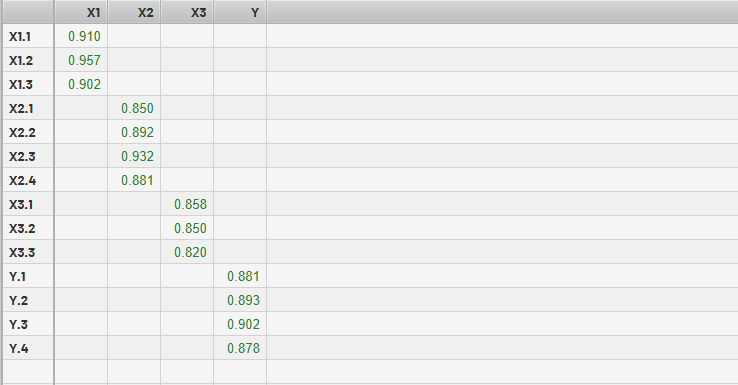 X1 X2 X3 Y
X1.1 0.910
X1.2 0.957
X1.3 0.902
X2.1 0.850
X2.2 0.892
X2.3 0.932
X2.4 0.881
X3.1 0.858
X3.2 0.850
X3.3 0.820
Y.1 0.881
Y.2 0.893
Y.3 0.902
Y.4 0.878